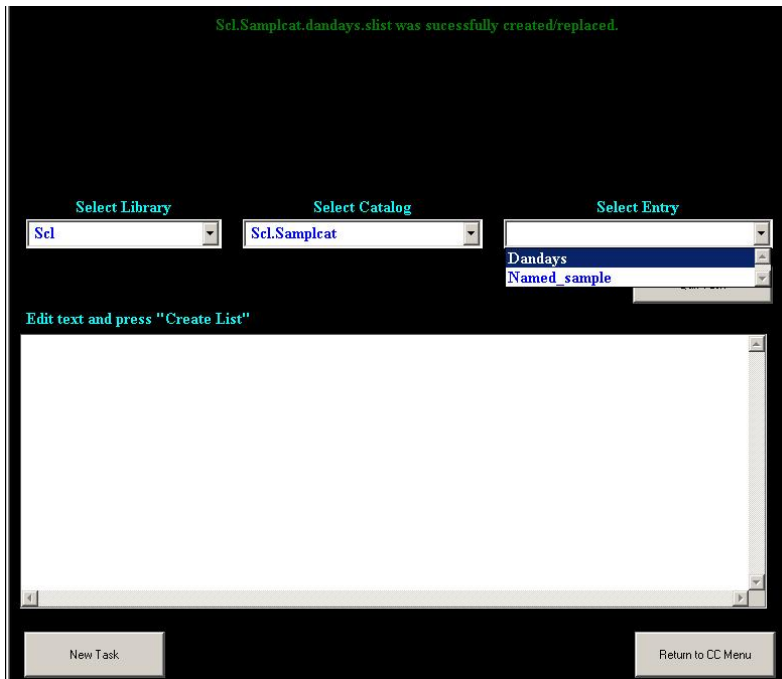 Scl.Samplcat.dandays.slist was sucessfully created/replaced.
Select Library
Select Catalog
Select Entry
Scl
Scl.Samplcat
Dandays
Named_sample
Edit text and press "Create List"
New Task
Return to CC Menu